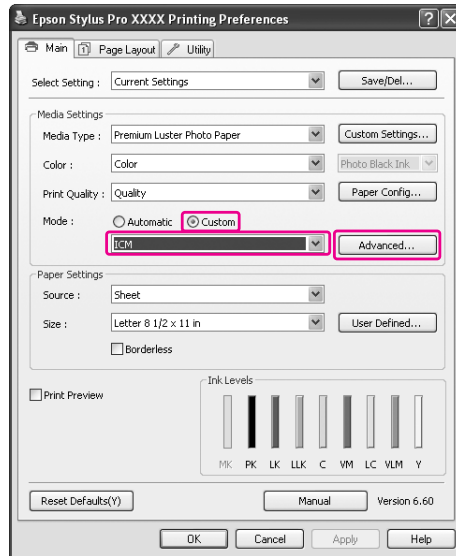 Epson Stylus Pro XXXX Printing Preferences
Main Page Layout Utility
Select Setting : Current Settings Save/Del...
Media Settings
Media Type : Premium Luster Photo Paper Custom Settings...
Color : Color Photo Black Ink
Print Quality : Quality Paper Config...
Mode : Automatic Custom
ICM Advanced...
Paper Settings
Source : Sheet
Size : Letter 8 1/2 x 11 in User Defined...
Borderless
Print Preview
Ink Levels
MK PK LK LLK C VM LC VLM Y
Reset Defaults(Y) Manual Version 6.60
OK Cancel Apply Help